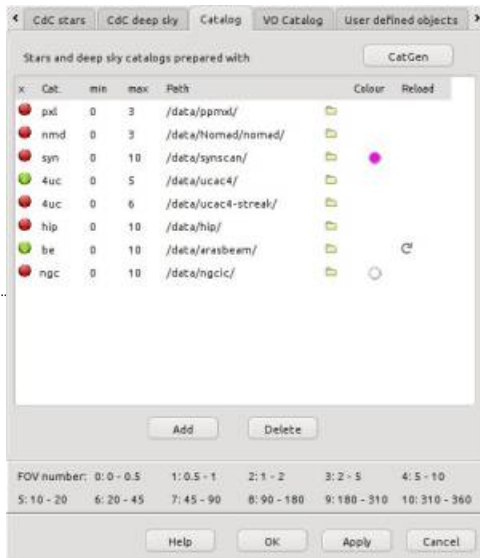 CdC stars CdC deep sky Catalog VO Catalog User defined objects
Stars and deep sky catalogs prepared with CatGen
x Cat. min max Path Colour Reload
pxl 0 3 /data/ppmxl/
nmd 0 3 /data/Nomad/nomad/
syn 0 10 /data/synscan/
4uc 0 5 /data/ucac4/
4uc 0 6 /data/ucac4-streak/
hip 0 10 /data/hip/
be 0 10 /data/arasbeam/
ngc 0 10 /data/ngcic/
Add Delete
FOV number: 0: 0 - 0.5 1: 0.5 - 1 2: 1 - 2 3: 2 - 5 4: 5 - 10
5: 10 - 20 6: 20 - 45 7: 45 - 90 8: 90 - 180 9: 180 - 310 10: 310 - 360
Help OK Apply Cancel